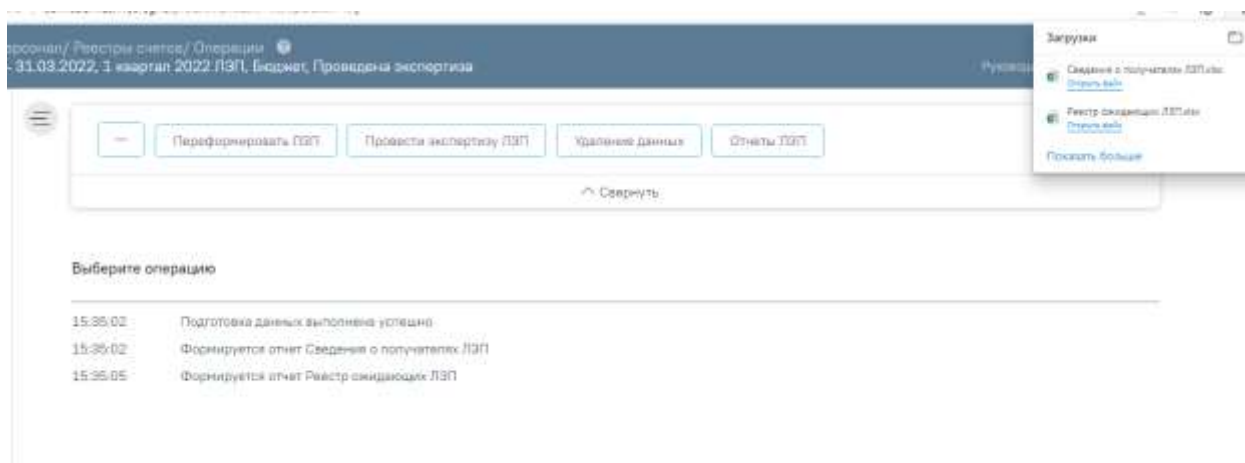 / Реестры счетов/ Операции
31.03.2022, 1 квартал 2022 ЛЭП, Бюджет, Проведена экспертиза
Загрузки
Сведения о получателях ЛЭП.xlsx
Открыть файл
Реестр ожидающих ЛЭП.xlsx
Открыть файл
Показать больше
Переформировать ЛЭП
Провести экспертизу ЛЭП
Удаление данных
Отчеты ЛЭП
Свернуть
Выберите операцию
15:35:02 Подготовка данных выполнена успешно
15:35:02 Формируется отчет Сведения о получателях ЛЭП
15:35:05 Формируется отчет Реестр ожидающих ЛЭП